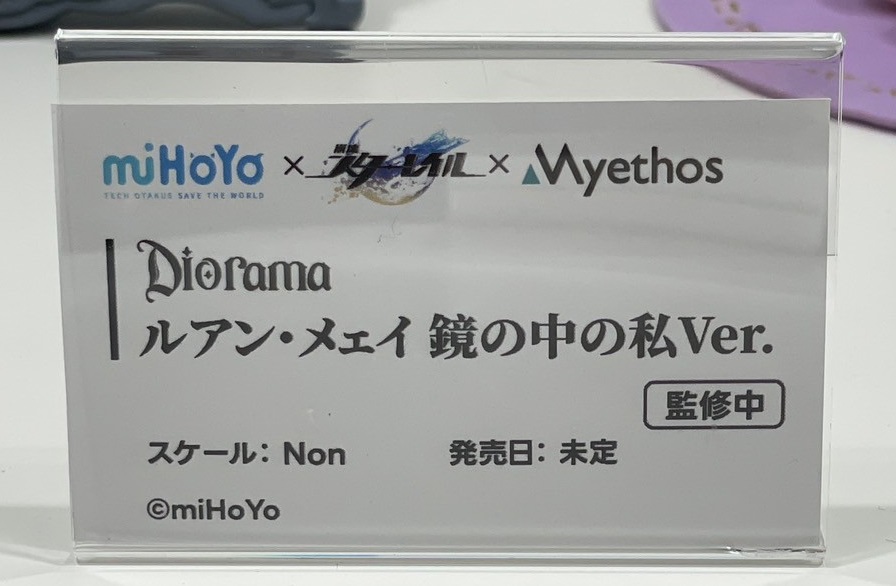 miHoYo × 崩壊 スターレイル × Myethos
TECH OTAKUS SAVE THE WORLD
Diorama
ルアン・メェイ 鏡の中の私Ver.
監修中
スケール： Non 発売日： 未定
©miHoYo